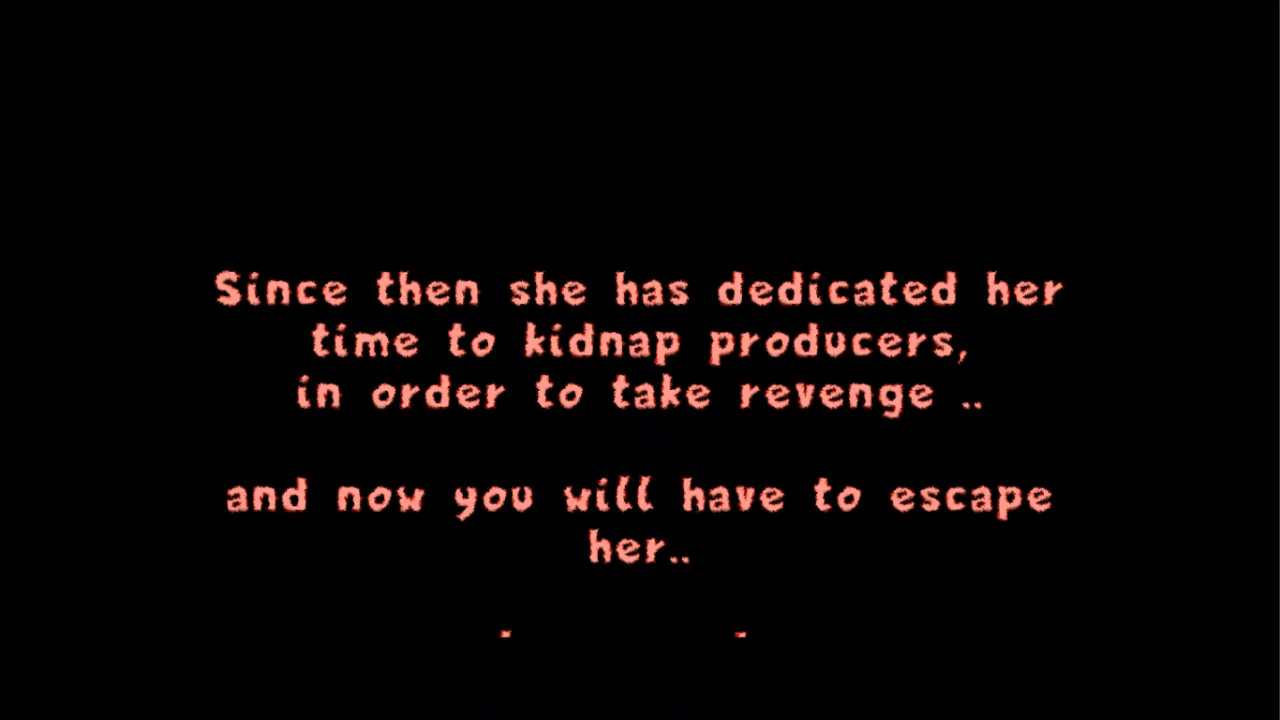 Since then she has dedicated her
time to kidnap producers,
in order to take revenge ..
and now you will have to escape
her..